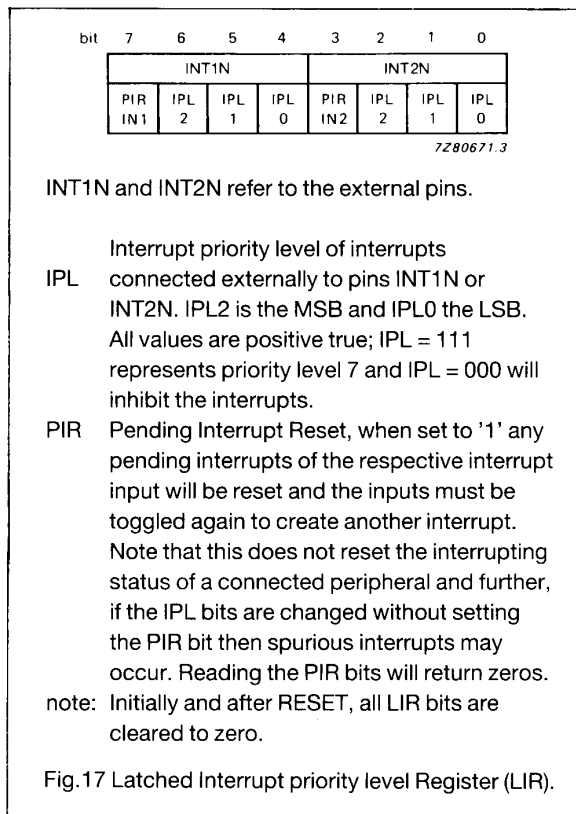 bit 7 6 5 4 3 2 1 0
INT1N INT2N
PIR IPL IPL IPL PIR IPL IPL IPL
IN1 2 1 0 IN2 2 1 0
7Z80671.3
INT1N and INT2N refer to the external pins.
Interrupt priority level of interrupts
IPL connected externally to pins INT1N or
INT2N. IPL2 is the MSB and IPL0 the LSB.
All values are positive true; IPL = 111
represents priority level 7 and IPL = 000 will
inhibit the interrupts.
PIR Pending Interrupt Reset, when set to '1' any
pending interrupts of the respective interrupt
input will be reset and the inputs must be
toggled again to create another interrupt.
Note that this does not reset the interrupting
status of a connected peripheral and further,
if the IPL bits are changed without setting
the PIR bit then spurious interrupts may
occur. Reading the PIR bits will return zeros.
note: Initially and after RESET, all LIR bits are
cleared to zero.
Fig.17 Latched Interrupt priority level Register (LIR).